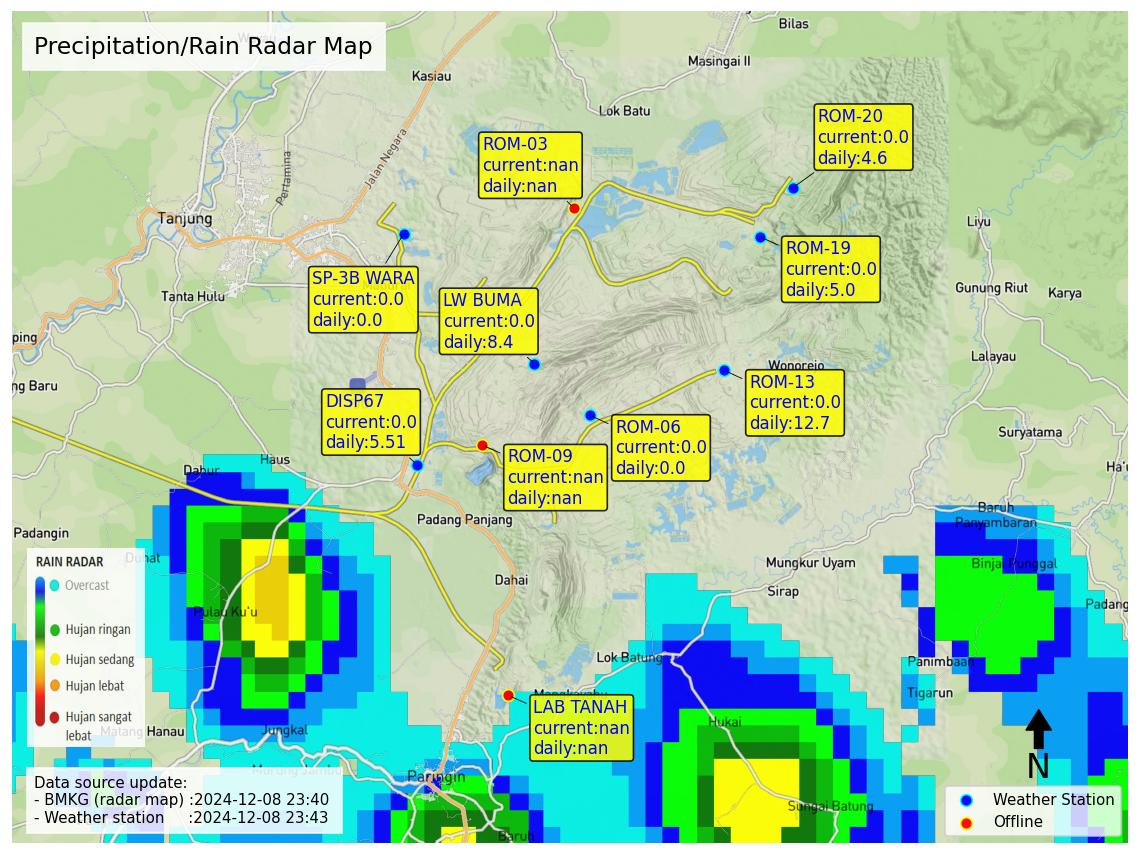 Precipitation/Rain Radar Map
Bilas
Masingai II
Kasiau
Lok Batu
Jalan Negara
Pertamina
Tanjung
Tanta Hulu
ROM-20
current:0.0
daily:4.6
ROM-03
current:nan
daily:nan
ROM-19
current:0.0
daily:5.0
SP-3B WARA
current:0.0
daily:0.0
LW BUMA
current:0.0
daily:8.4
Liyu
Gunung Riut
Karya
Lalayau
ping
ng Baru
Wonorejo
ROM-13
current:0.0
daily:12.7
DISP67
current:0.0
daily:5.51
ROM-06
current:0.0
daily:0.0
ROM-09
current:nan
daily:nan
Suryatama
Ha'u
Haus
Dahur
Padangin
Padang Panjang
Baruh
Panyambaran
Duhat
Dahai
Mungkur Uyam
Binjai Punggal
Sirap
Padang
Pulau Ku'u
Lok Batung
Panimbaan
Tigarun
Mangkayahu
LAB TANAH
current:nan
daily:nan
Hukai
Matang Hanau
Jungkal
Murung Jambu
Paringin
Sungai Batung
Baruh
RAIN RADAR
Overcast
Hujan ringan
Hujan sedang
Hujan lebat
Hujan sangat
lebat
Data source update:
- BMKG (radar map) :2024-12-08 23:40
- Weather station :2024-12-08 23:43
N
Weather Station
Offline